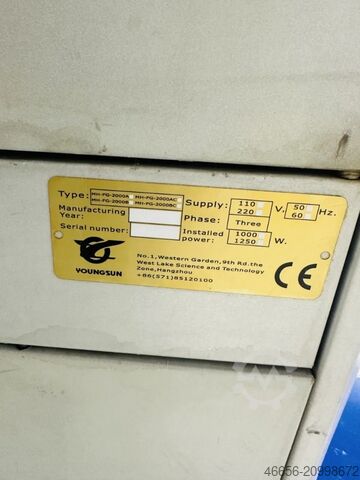 Type: MH-FG-2000A MH-FG-2000AC
MH-FG-2000B MH-FG-2000BC
Supply: 110 220 V. 50 60 Hz.
Manufacturing Year:
Phase: Three
Serial number:
Installed power: 1000 1250 W.
YOUNGSUN
No.1,Western Garden,9th Rd.the
West Lake Science and Technology
Zone,Hangzhou
+86(571)85120100
CE
46656-20998672